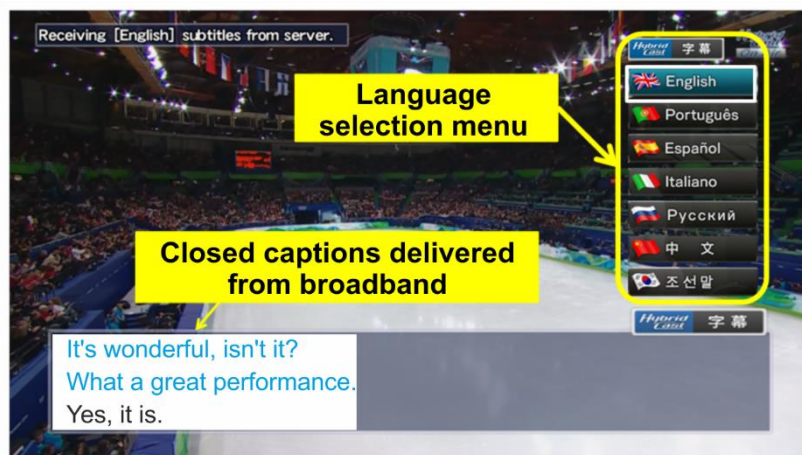 Receiving [English] subtitles from server.
Hybrid Cast 字幕
Language
selection menu
English
Português
Español
Italiano
Русский
中 文
조선말
Closed captions delivered
from broadband
Hybrid Cast 字幕
It's wonderful, isn't it?
What a great performance.
Yes, it is.